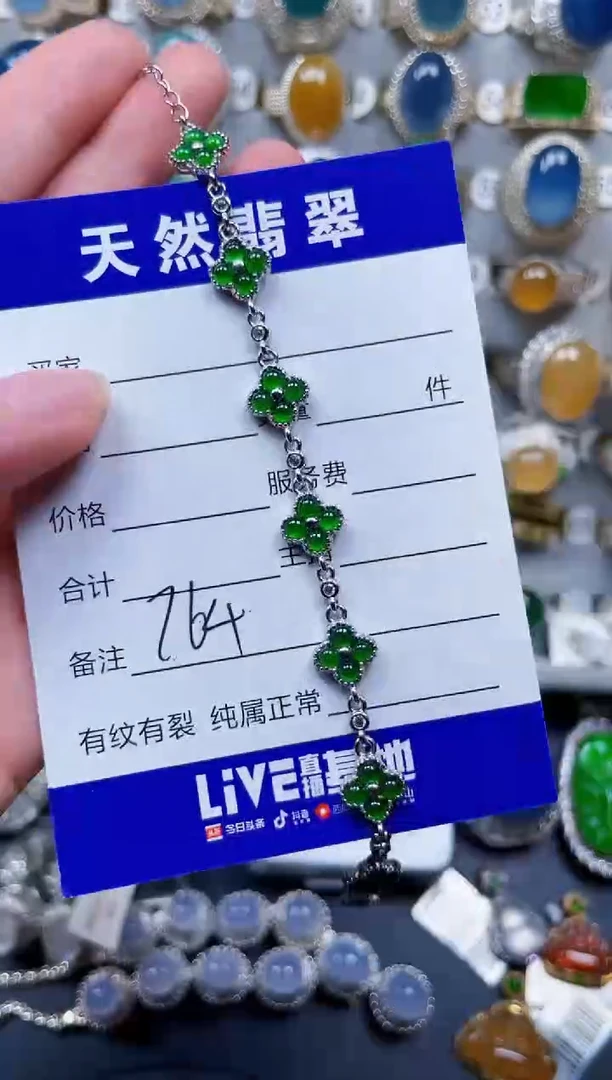 天然翡翠
件
服务费
价格
合计
764
备注
有纹有裂 纯属正常
LIVE直播基地
今日头条 抖音